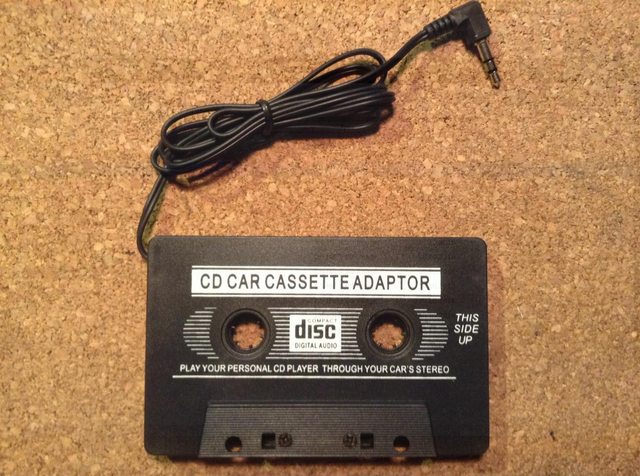 CD CAR CASSETTE ADAPTOR
COMPACT
disc
DIGITAL AUDIO
THIS
SIDE
UP
PLAY YOUR PERSONAL CD PLAYER THROUGH YOUR CAR'S STEREO